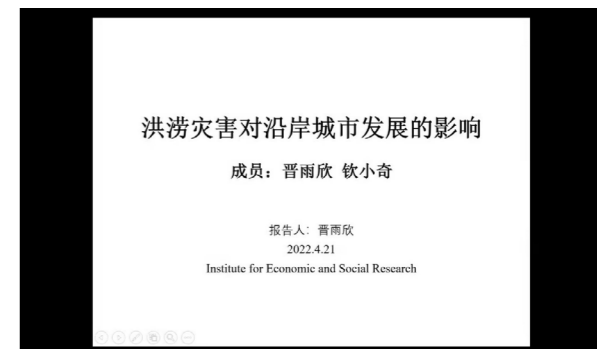 洪涝灾害对沿岸城市发展的影响
成员：晋雨欣 钦小奇
报告人：晋雨欣
2022.4.21
Institute for Economic and Social Research